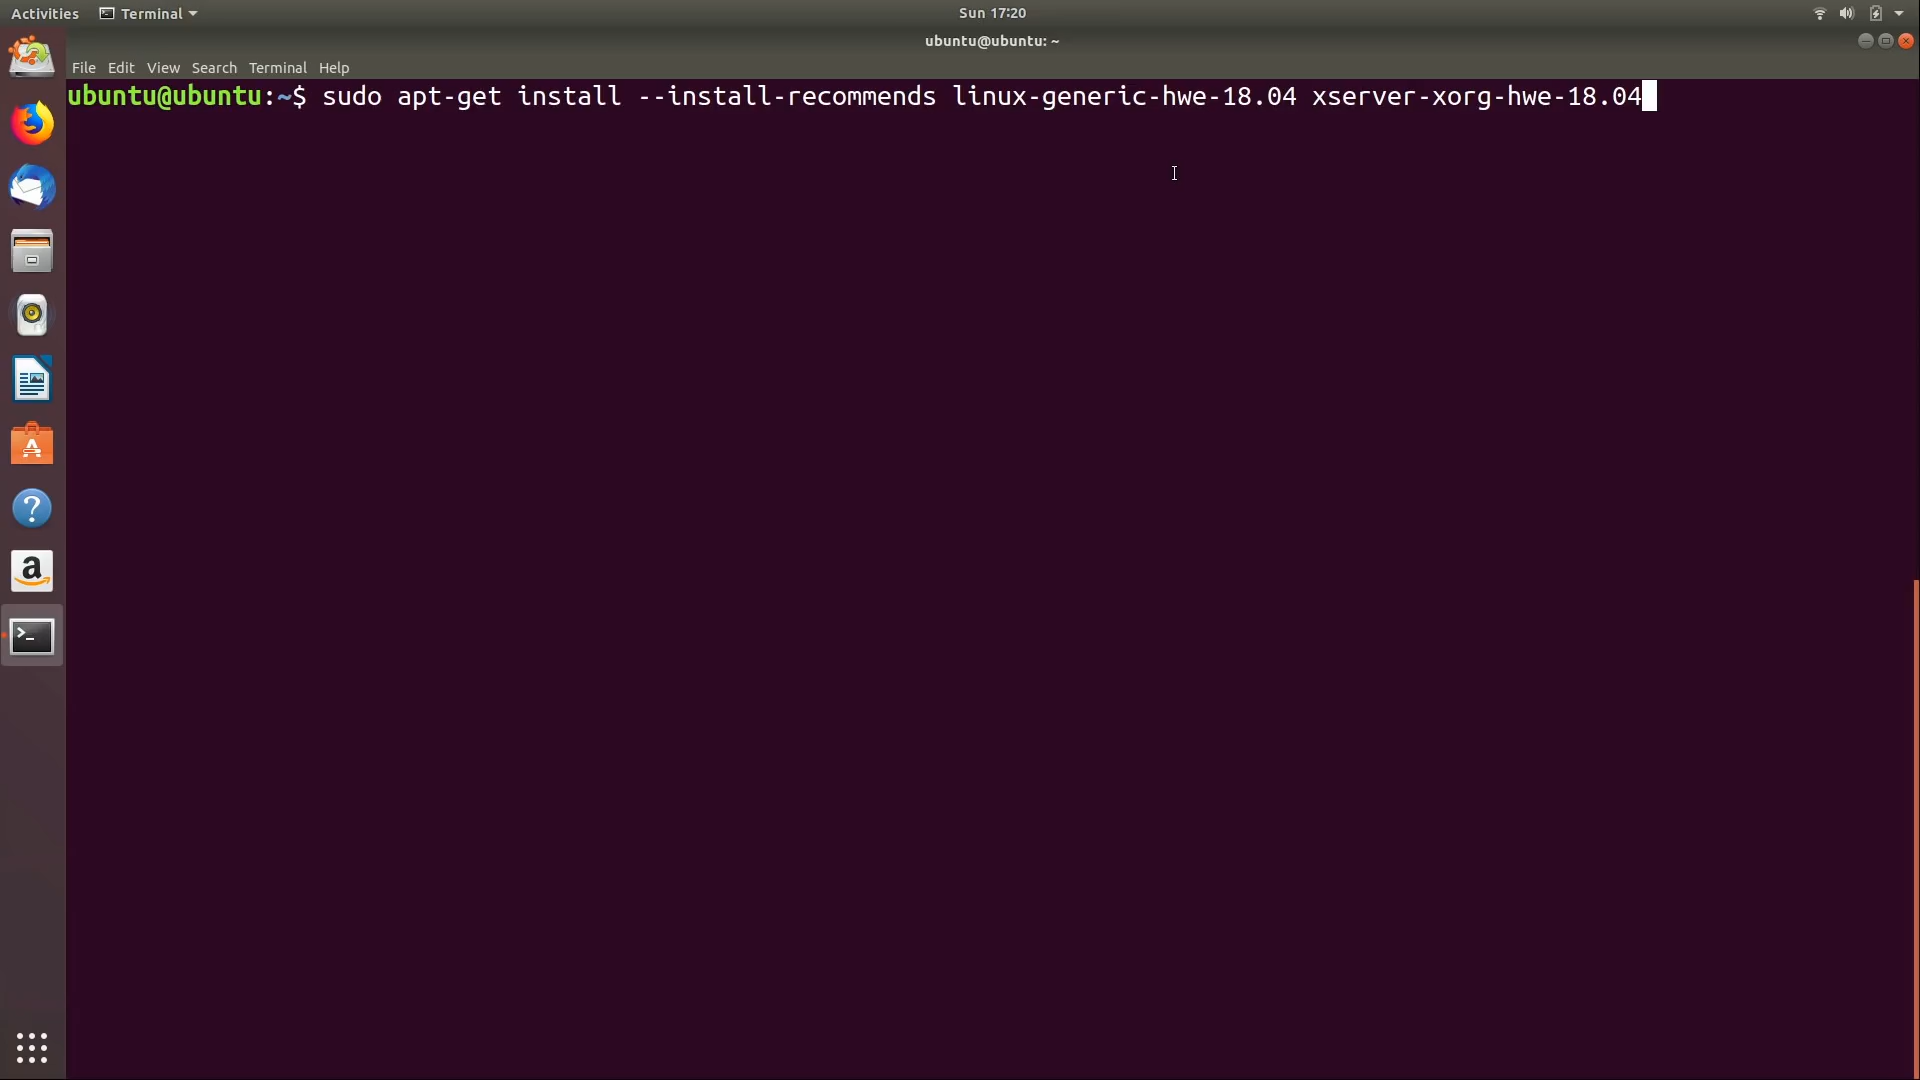 Activities Terminal Sun 17:20
ubuntu@ubuntu: ~
File Edit View Search Terminal Help
ubuntu@ubuntu:~$ sudo apt-get install --install-recommends linux-generic-hwe-18.04 xserver-xorg-hwe-18.04